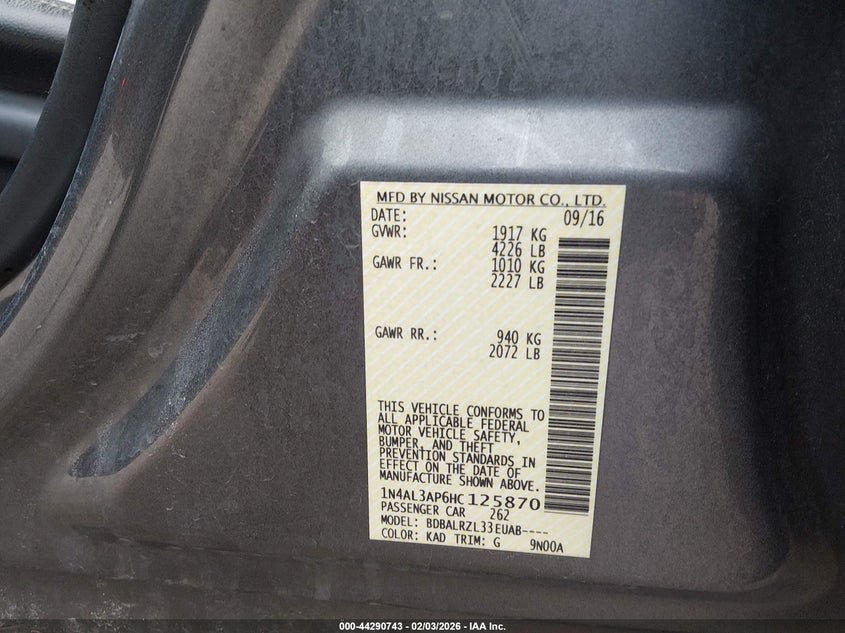 MFD BY NISSAN MOTOR CO., LTD.
DATE: 09/16
GVWR: 1917 KG
4226 LB
GAWR FR.: 1010 KG
2227 LB
GAWR RR.: 940 KG
2072 LB
THIS VEHICLE CONFORMS TO
ALL APPLICABLE FEDERAL
MOTOR VEHICLE SAFETY,
BUMPER, AND THEFT
PREVENTION STANDARDS IN
EFFECT ON THE DATE OF
MANUFACTURE SHOWN ABOVE.
1N4AL3AP6HC125870
PASSENGER CAR 262
MODEL: BDBALRZL33EUAB----
COLOR: KAD TRIM: G 9N00A
000-44290743 - 02/03/2026 - IAA Inc.